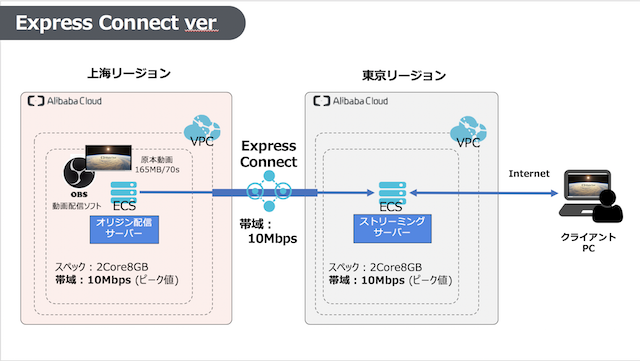 Express Connect ver
上海リージョン
東京リージョン
Alibaba Cloud
Alibaba Cloud
VPC
VPC
原本動画
165MB/70s
OBS
動画配信ソフト
ECS
オリジン配信
サーバー
Express
Connect
帯域：
10Mbps
ECS
ストリーミング
サーバー
Internet
クライアント
PC
スペック：2Core8GB
帯域：10Mbps (ピーク値)
スペック：2Core8GB
帯域：10Mbps (ピーク値)